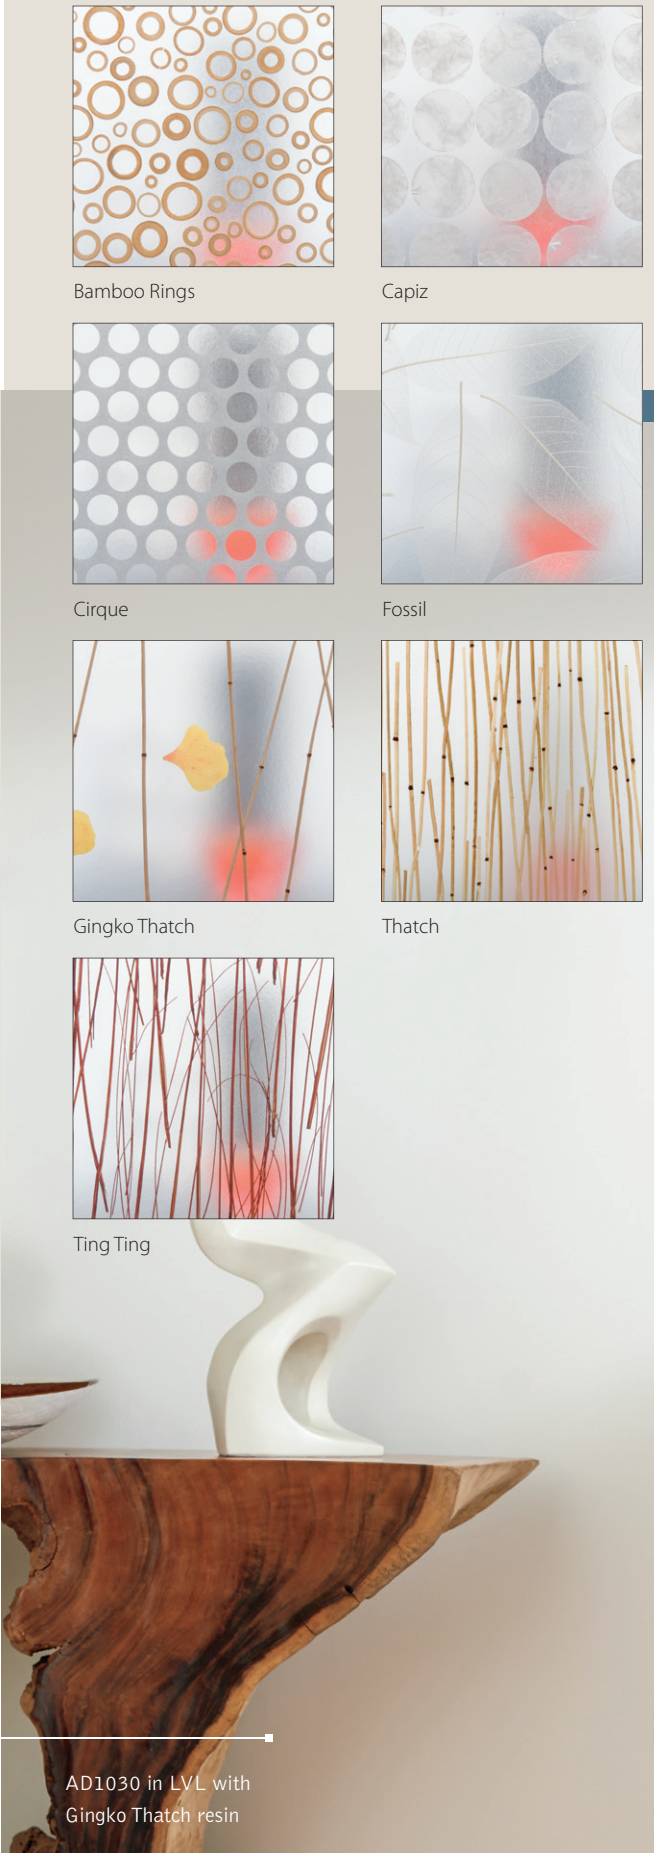 Bamboo Rings
Capiz
Cirque
Fossil
Gingko Thatch
Thatch
Ting Ting
AD1030 in LVL with
Gingko Thatch resin